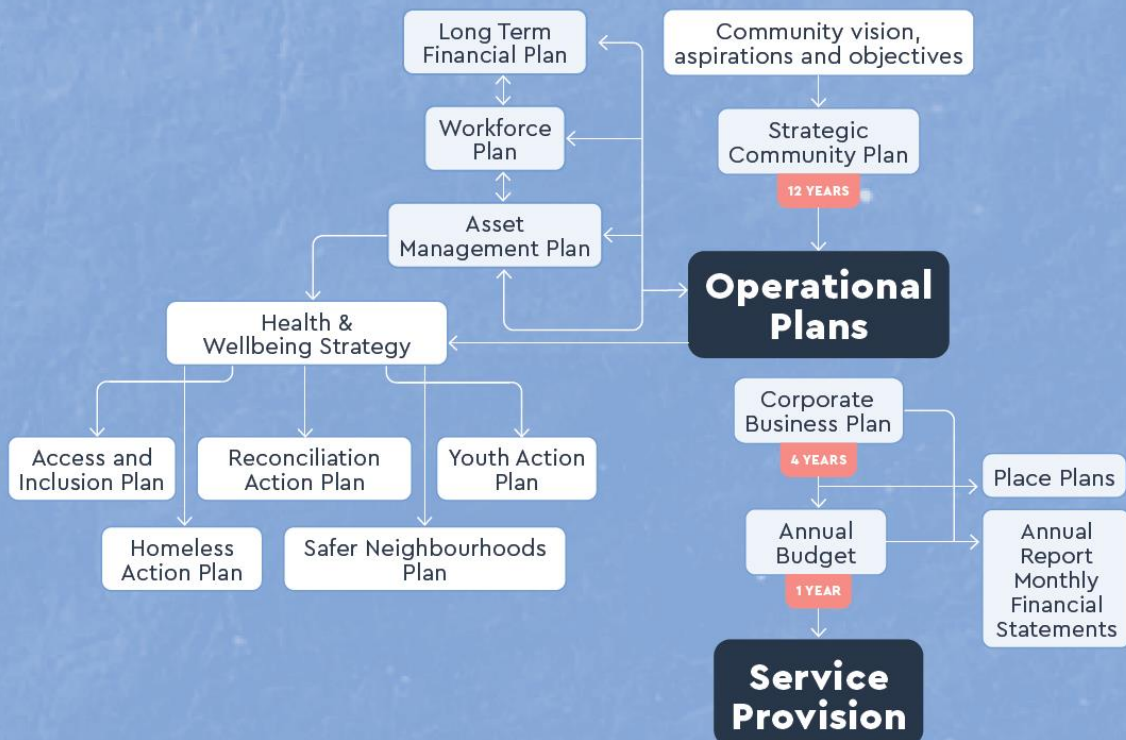 Long Term
Financial Plan
Community vision,
aspirations and objectives
Workforce
Plan
Strategic
Community Plan
12 YEARS
Asset
Management Plan
Operational
Plans
Health &
Wellbeing Strategy
Corporate
Business Plan
4 YEARS
Access and
Inclusion Plan
Reconciliation
Action Plan
Youth Action
Plan
Place Plans
Homeless
Action Plan
Safer Neighbourhoods
Plan
Annual
Budget
1 YEAR
Annual
Report
Monthly
Financial
Statements
Service
Provision